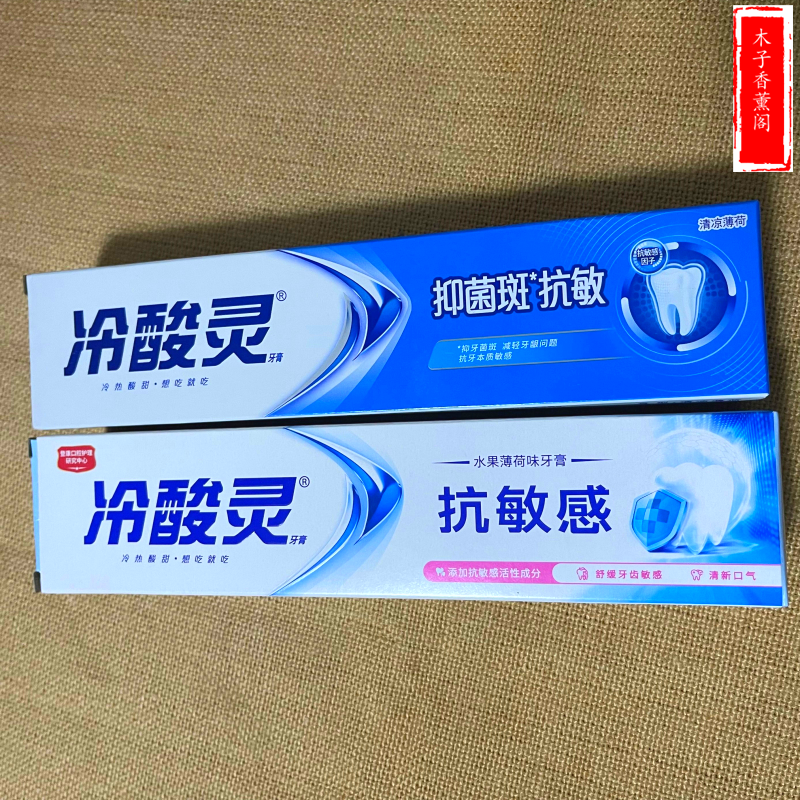 木子香薰阁
清凉薄荷
冷酸灵®
牙膏
冷热酸甜·想吃就吃
抑菌斑*抗敏
*抑牙菌斑 减轻牙龈问题
抗牙本质敏感
抗敏感
因子
登康口腔护理
研究中心
冷酸灵®
牙膏
冷热酸甜·想吃就吃
水果薄荷味牙膏
抗敏感
添加抗敏感活性成分
舒缓牙齿敏感
清新口气